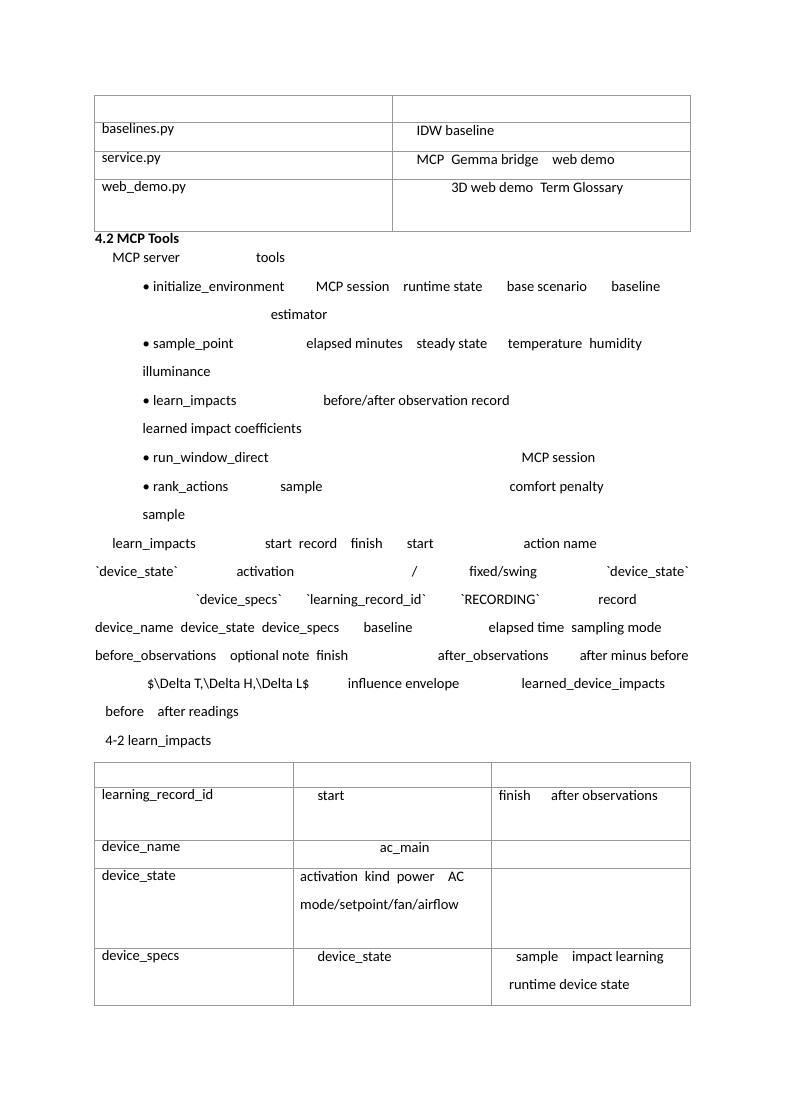 baselines.py IDW baseline
service.py MCP Gemma bridge web demo
web_demo.py 3D web demo Term Glossary
4.2 MCP Tools
MCP server tools
• initialize_environment MCP session runtime state base scenario baseline
estimator
• sample_point elapsed minutes steady state temperature humidity
illuminance
• learn_impacts before/after observation record
learned impact coefficients
• run_window_direct MCP session
• rank_actions sample comfort penalty
sample
learn_impacts start record finish start action name
`device_state` activation / fixed/swing `device_state`
`device_specs` `learning_record_id` `RECORDING` record
device_name device_state device_specs baseline elapsed time sampling mode
before_observations optional note finish after_observations after minus before
$\Delta T,\Delta H,\Delta L$ influence envelope learned_device_impacts
before after readings
4-2 learn_impacts
learning_record_id start finish after observations
device_name ac_main
device_state activation kind power AC
mode/setpoint/fan/airflow
device_specs device_state sample impact learning
runtime device state